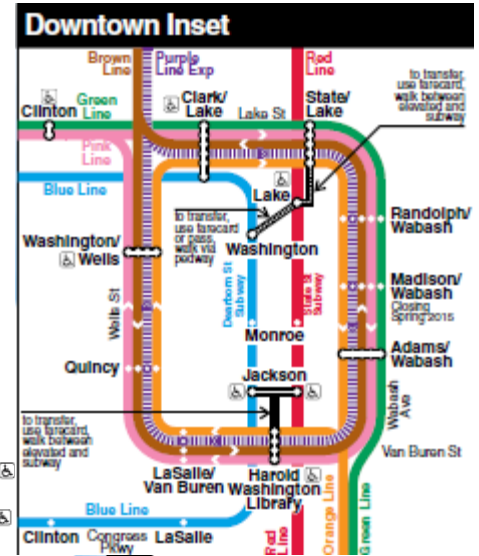 Downtown Inset
Brown
Line
Purple
Line Exp
Red
Line
to transfer,
use farecard,
walk between
elevated and
subway
Clinton
Green
Line
Clark/
Lake
Lake St
State/
Lake
Pink
Line
Blue Line
Lake
to transfer,
use farecard
or pass,
walk via
pedway
Washington
Randolph/
Wabash
Washington/
Wells
Dearborn St
Subway
State St
Subway
Madison/
Wabash
Closing
Spring 2015
Wells St
Monroe
Adams/
Wabash
Quincy
Jackson
Wabash
Ave
to transfer,
use farecard,
walk between
elevated and
subway
Van Buren St
LaSalle/
Van Buren
Harold
Washington
Library
Blue Line
Clinton
Congress
Pkwy
LaSalle
Red
Line
Orange Line
Green Line